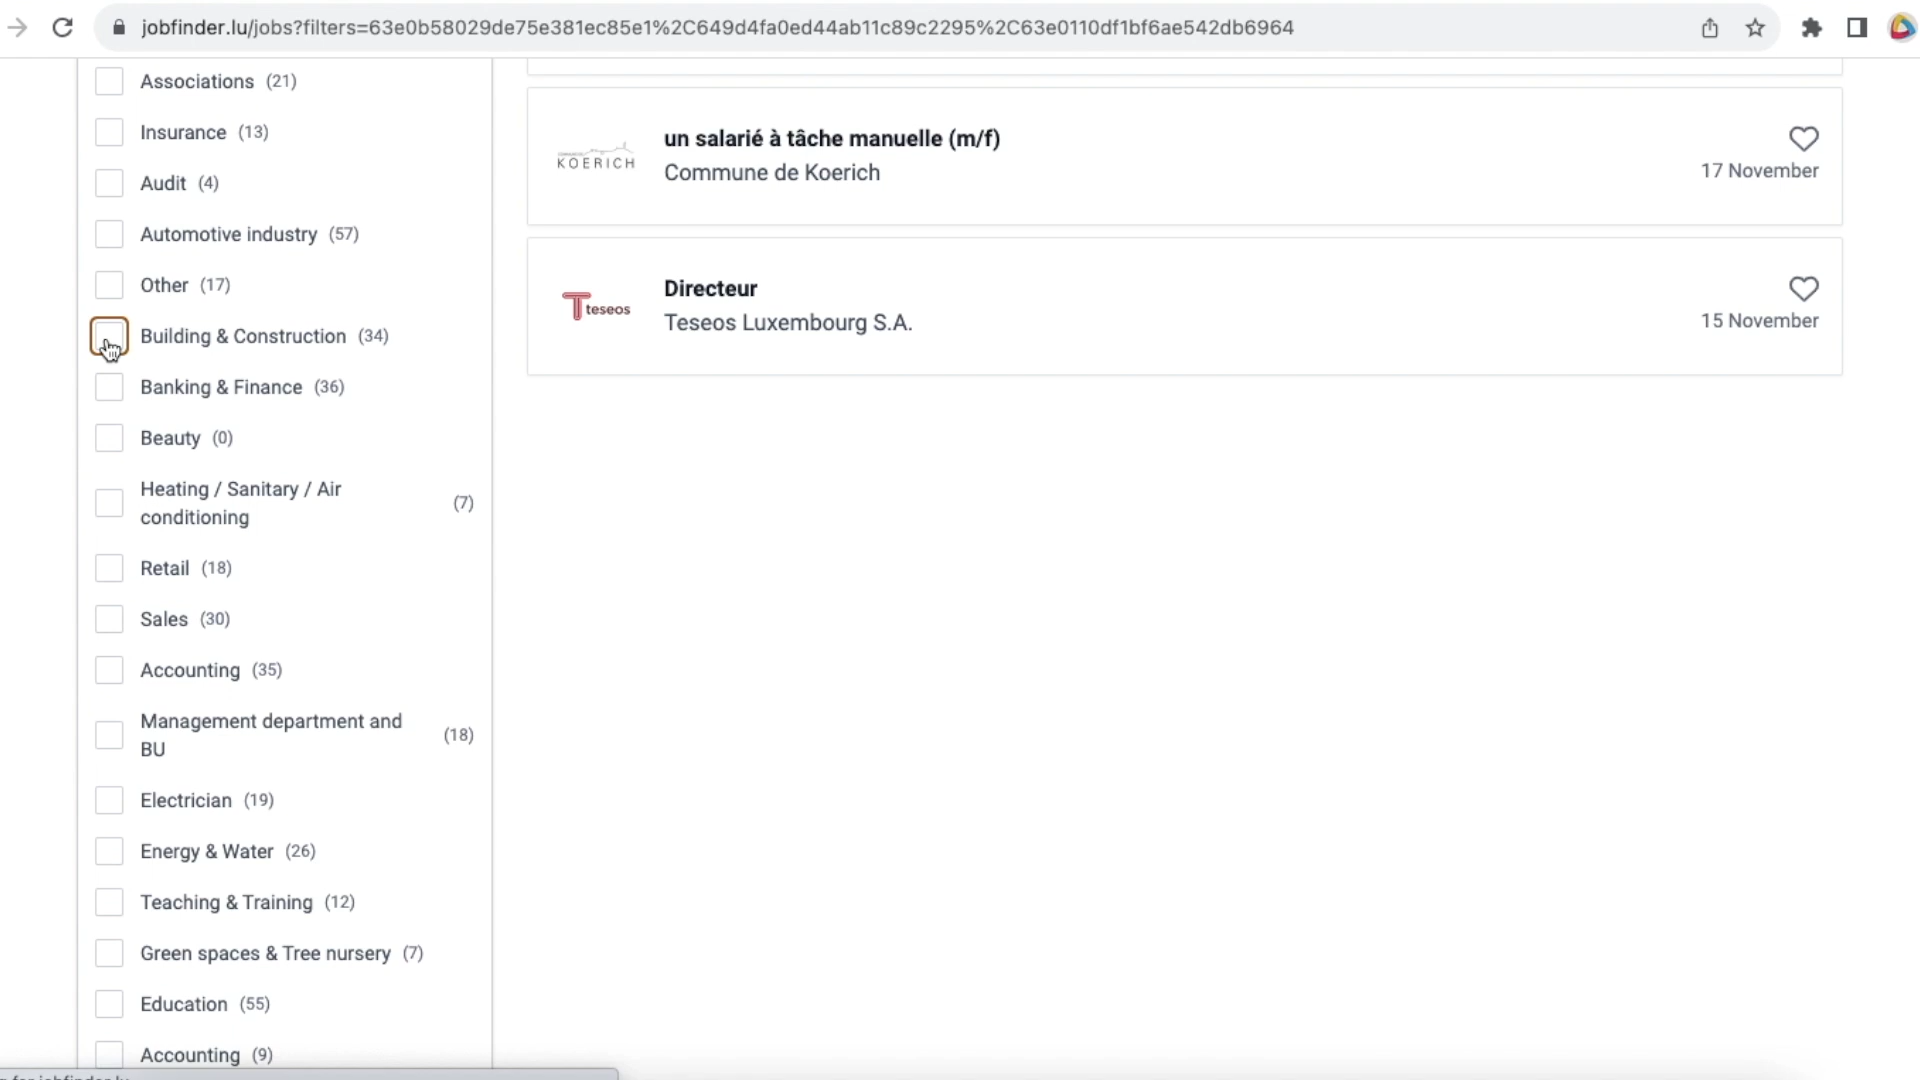 jobfinder.lu/jobs?filters=63e0b58029de75e381ec85e1%2C649d4fa0ed44ab11c89c2295%2C63e0110df1bf6ae542db6964
Associations (21)
Insurance (13)
Audit (4)
Automotive industry (57)
Other (17)
Building & Construction (34)
Banking & Finance (36)
Beauty (0)
Heating / Sanitary / Air
conditioning (7)
Retail (18)
Sales (30)
Accounting (35)
Management department and
BU (18)
Electrician (19)
Energy & Water (26)
Teaching & Training (12)
Green spaces & Tree nursery (7)
Education (55)
Accounting (9)
KOERICH
un salarié à tâche manuelle (m/f)
Commune de Koerich
17 November
teseos
Directeur
Teseos Luxembourg S.A.
15 November